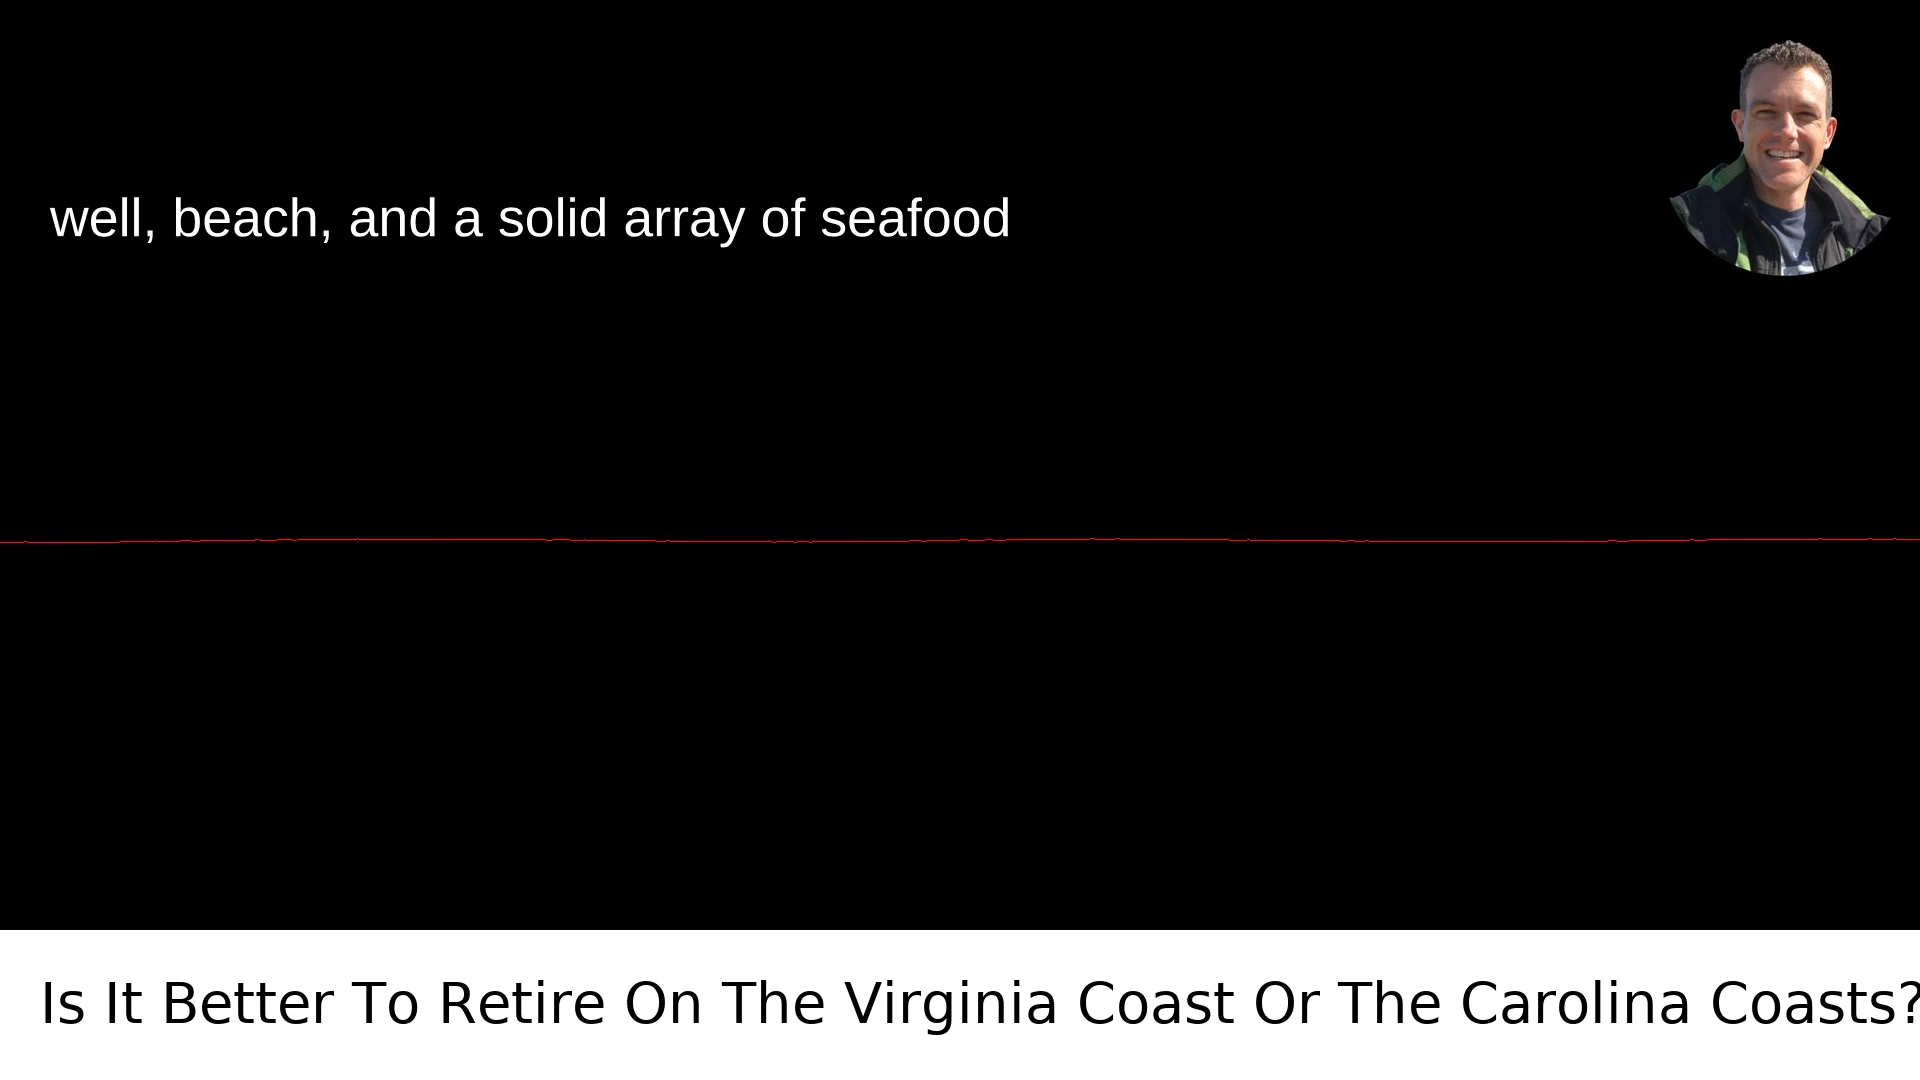 well, beach, and a solid array of seafood
Is It Better To Retire On The Virginia Coast Or The Carolina Coasts?